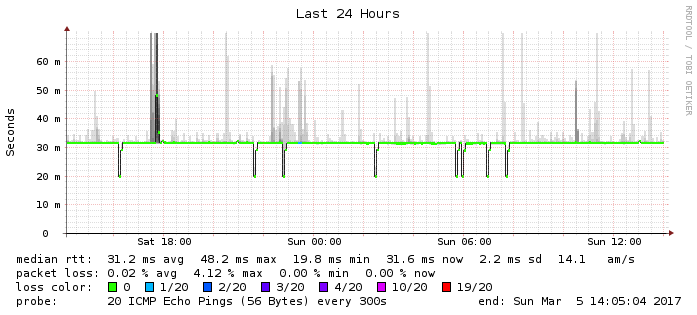 Last 24 Hours
RRDTOOL / TOBI OETIKER
Seconds
60 m
50 m
40 m
30 m
20 m
10 m
0
Sat 18:00 Sun 00:00 Sun 06:00 Sun 12:00
median rtt: 31.2 ms avg 48.2 ms max 19.8 ms min 31.6 ms now 2.2 ms sd 14.1 am/s
packet loss: 0.02 % avg 4.12 % max 0.00 % min 0.00 % now
loss color: 0 1/20 2/20 3/20 4/20 10/20 19/20
probe: 20 ICMP Echo Pings (56 Bytes) every 300s end: Sun Mar 5 14:05:04 2017